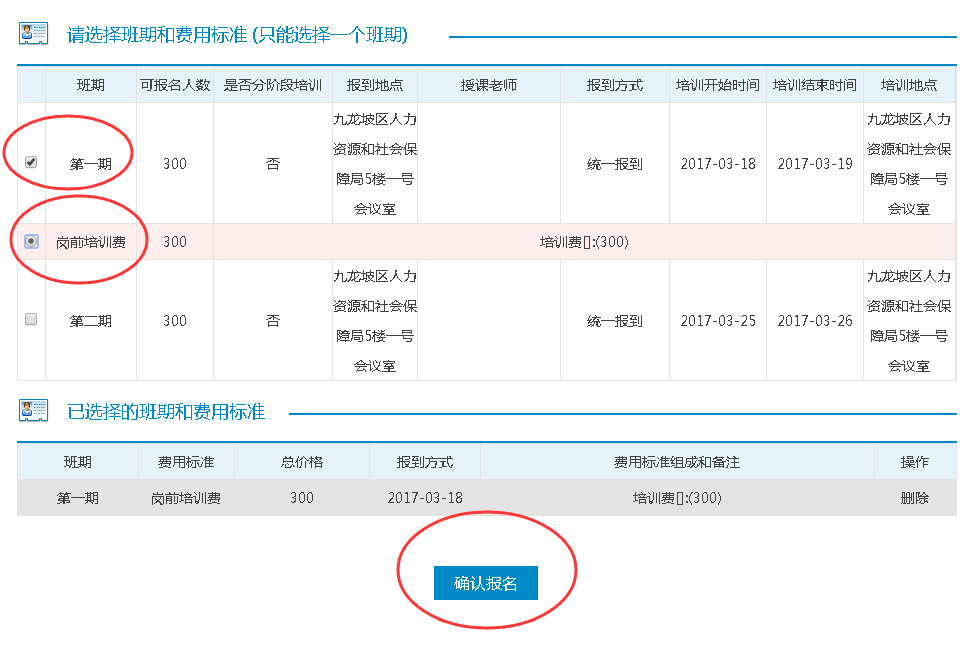 请选择班期和费用标准 (只能选择一个班期)
班期 可报名人数 是否分阶段培训 报到地点 授课老师 报到方式 培训开始时间 培训结束时间 培训地点
第一期 300 否 九龙坡区人力资源和社会保障局5楼一号会议室 统一报到 2017-03-18 2017-03-19 九龙坡区人力资源和社会保障局5楼一号会议室
岗前培训费 300 培训费[]:(300)
第二期 300 否 九龙坡区人力资源和社会保障局5楼一号会议室 统一报到 2017-03-25 2017-03-26 九龙坡区人力资源和社会保障局5楼一号会议室
已选择的班期和费用标准
班期 费用标准 总价格 报到方式 费用标准组成和备注 操作
第一期 岗前培训费 300 2017-03-18 培训费[]:(300) 删除
确认报名